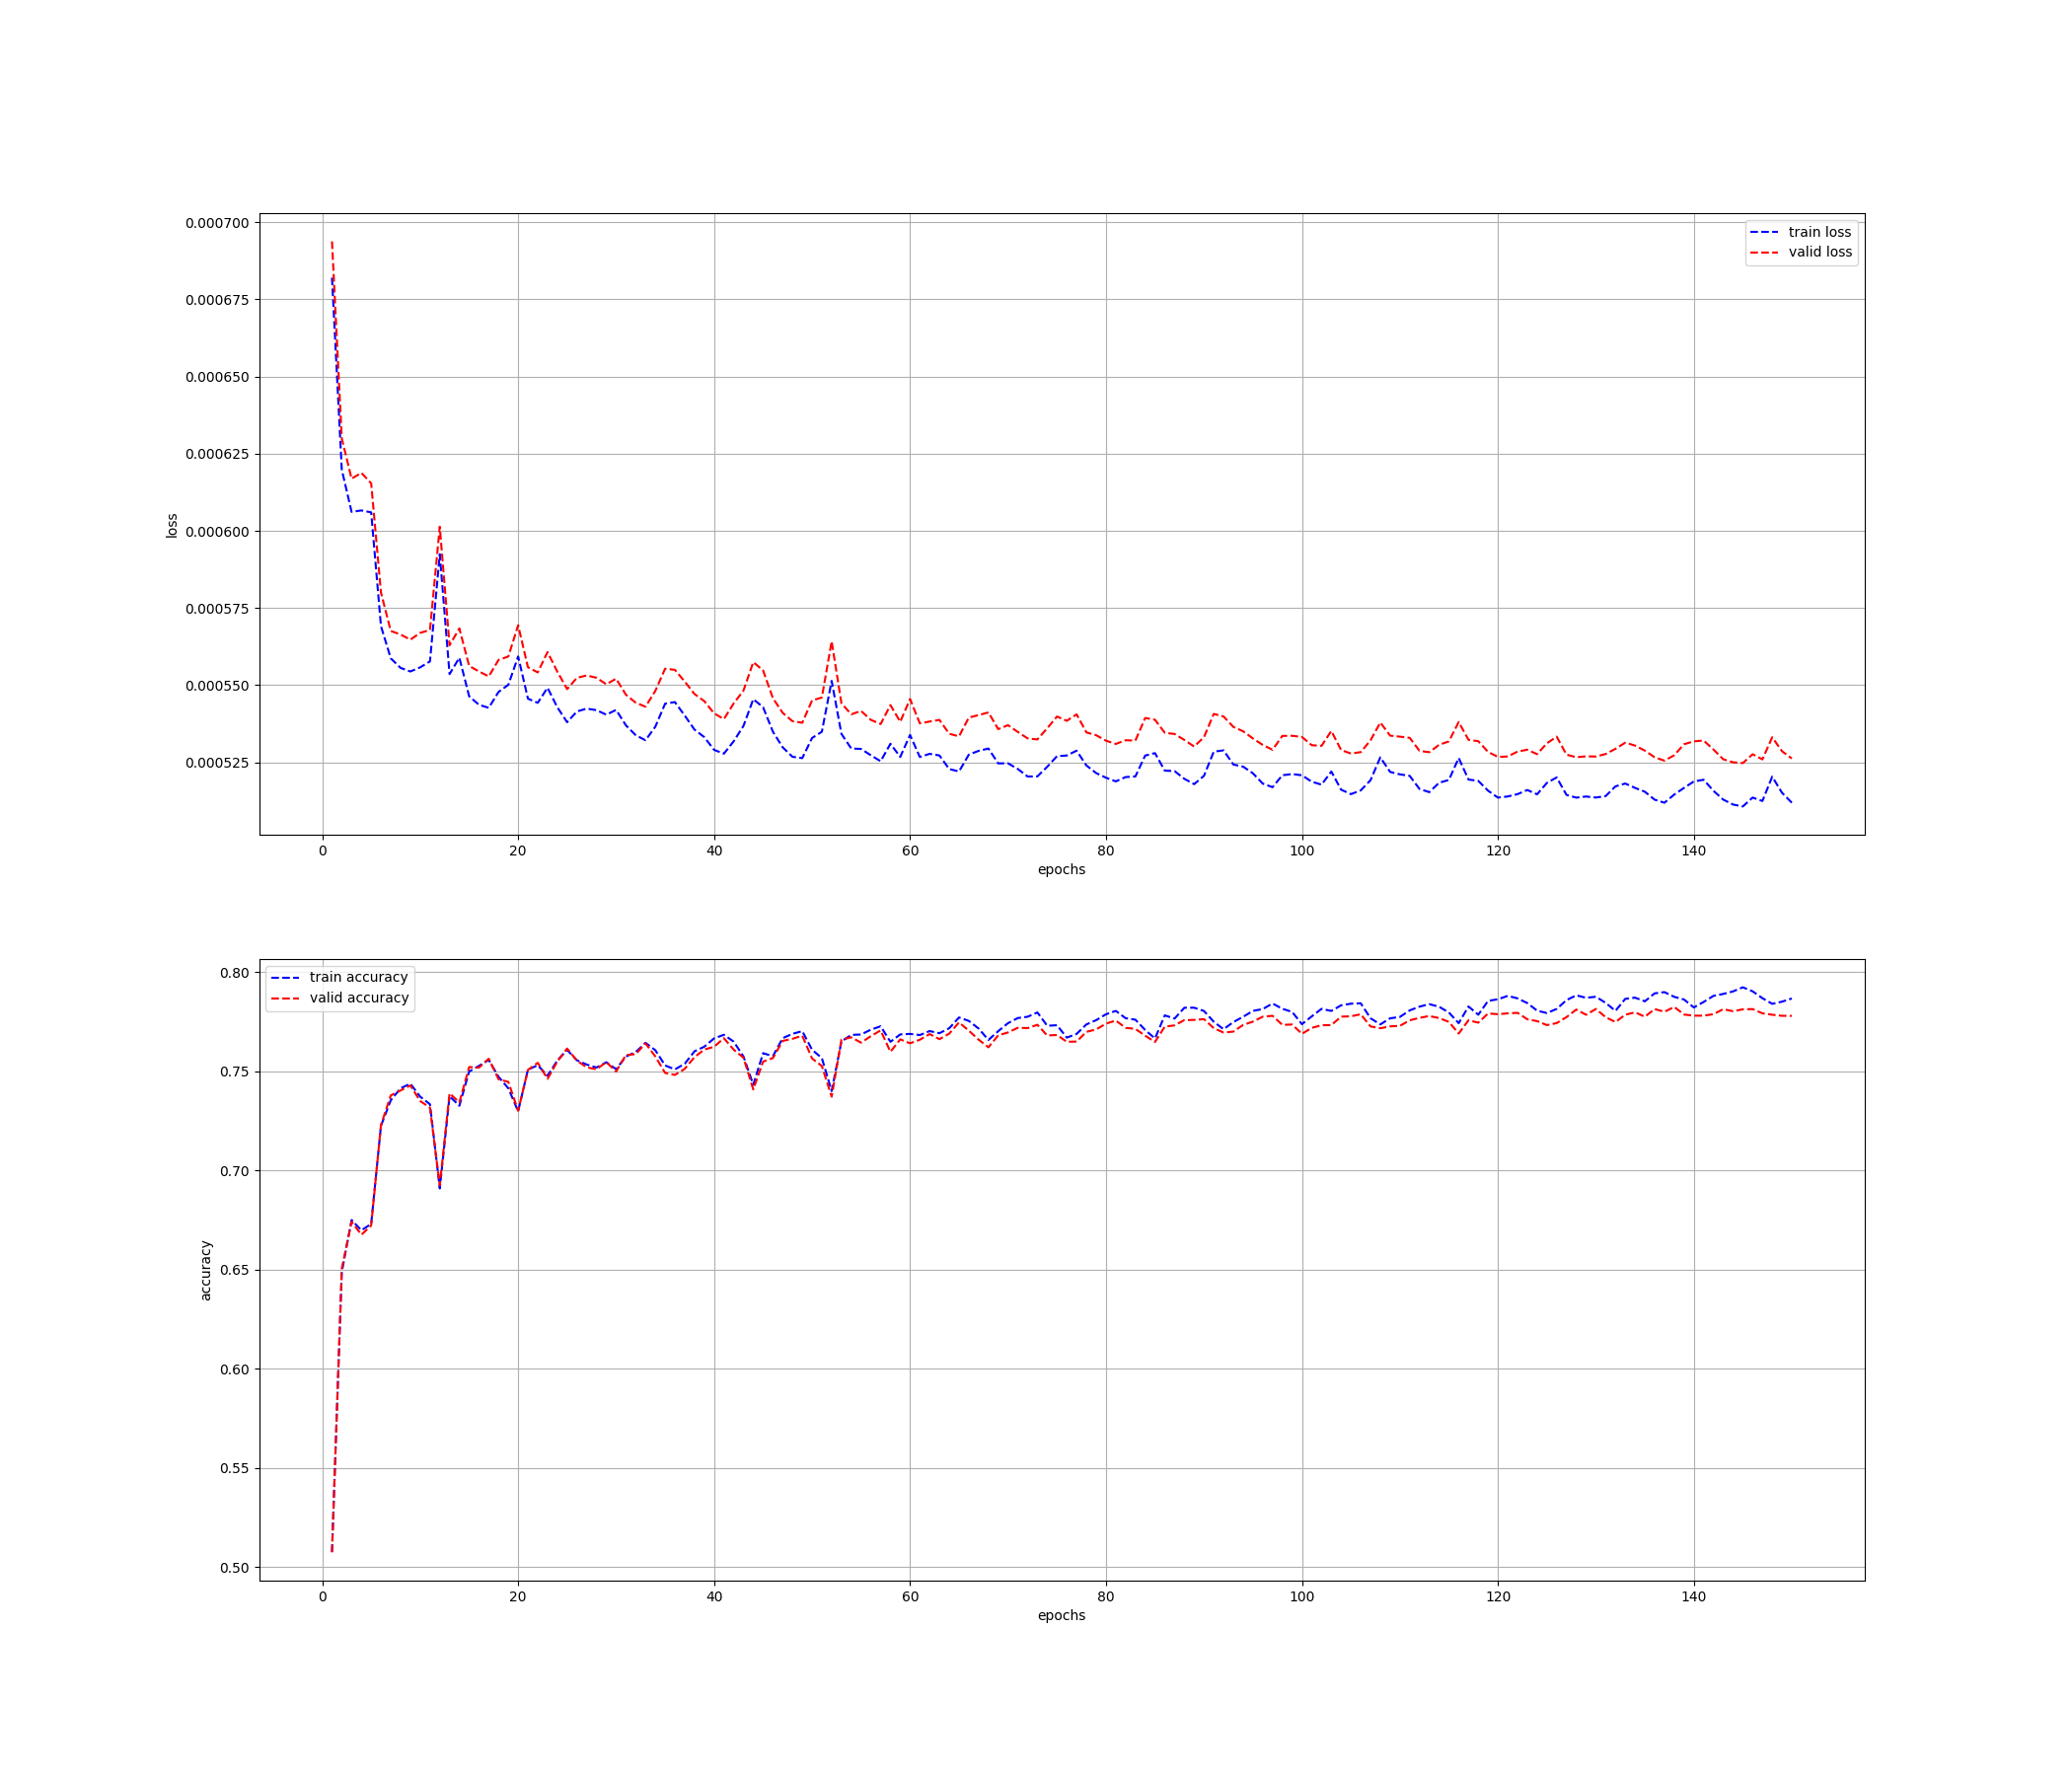 0.000700
0.000675
0.000650
0.000625
0.000600
0.000575
0.000550
0.000525
loss
train loss
valid loss
0 20 40 60 80 100 120 140
epochs
0.80
0.75
0.70
0.65
0.60
0.55
0.50
accuracy
train accuracy
valid accuracy
0 20 40 60 80 100 120 140
epochs